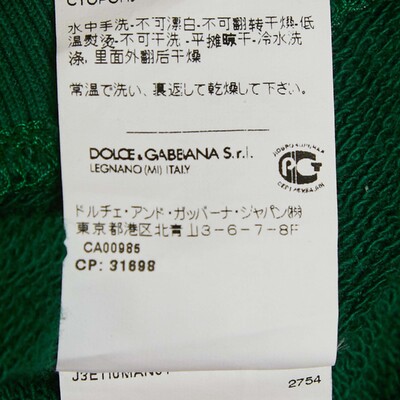 水中手洗-不可漂白-不可翻转干燥-低
温熨烫-不可干洗.-平摊晾干-冷水洗
涤,里面外翻后干燥
常温で洗い、裏返して乾燥して下さい。
DOLCE & GABBANA S.r.l.
LEGNANO (MI) ITALY
ドルチェ・アンド・ガッバーナ・ジャパン㈱
東京都港区北青山3-6-7-8F
CA00985
CP: 31698
2754